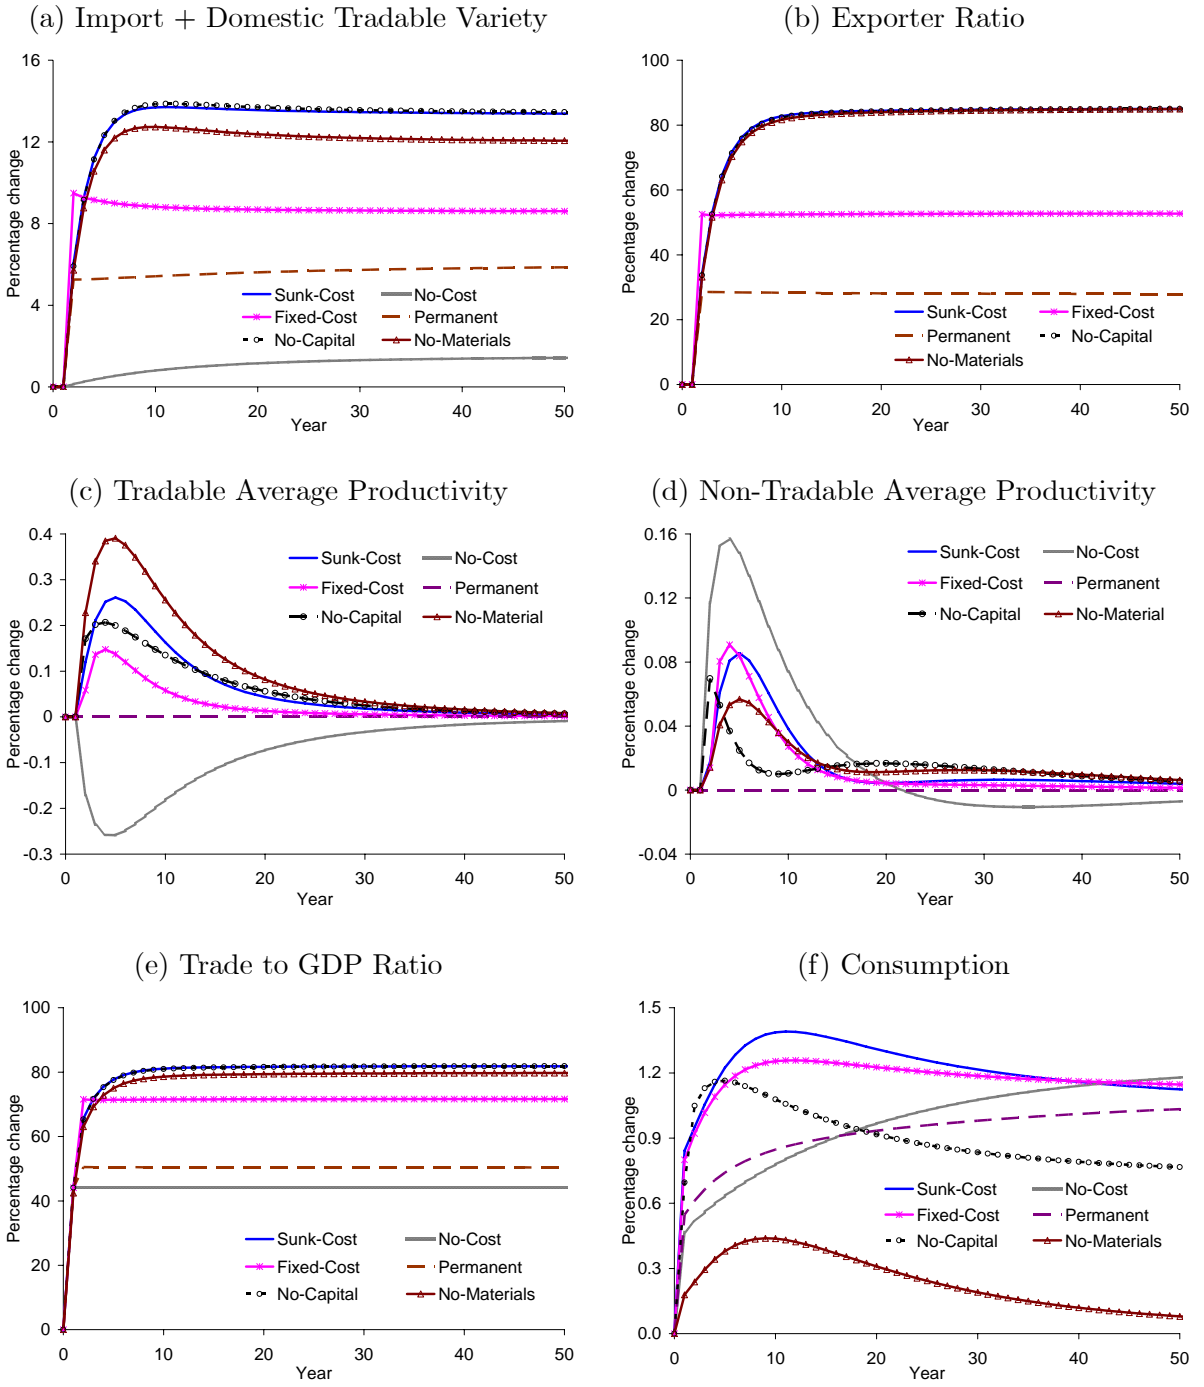 (a) Import + Domestic Tradable Variety
16
12
8
4
0
Percentage change
Sunk-Cost No-Cost
Fixed-Cost Permanent
No-Capital No-Materials
0 10 20 30 40 50
Year
(b) Exporter Ratio
100
80
60
40
20
0
Pecentage change
Sunk-Cost Fixed-Cost
Permanent No-Capital
No-Materials
0 10 20 30 40 50
Year
(c) Tradable Average Productivity
0.4
0.3
0.2
0.1
0
-0.1
-0.2
-0.3
Percentage change
Sunk-Cost No-Cost
Fixed-Cost Permanent
No-Capital No-Material
0 10 20 30 40 50
Year
(d) Non-Tradable Average Productivity
0.16
0.12
0.08
0.04
0
-0.04
Percentage change
Sunk-Cost No-Cost
Fixed-Cost Permanent
No-Capital No-Material
0 10 20 30 40 50
Year
(e) Trade to GDP Ratio
100
80
60
40
20
0
Percentage change
Sunk-Cost No-Cost
Fixed-Cost Permanent
No-Capital No-Materials
0 10 20 30 40 50
Year
(f) Consumption
1.5
1.2
0.9
0.6
0.3
0.0
Percentage change
Sunk-Cost No-Cost
Fixed-Cost Permanent
No-Capital No-Materials
0 10 20 30 40 50
Year